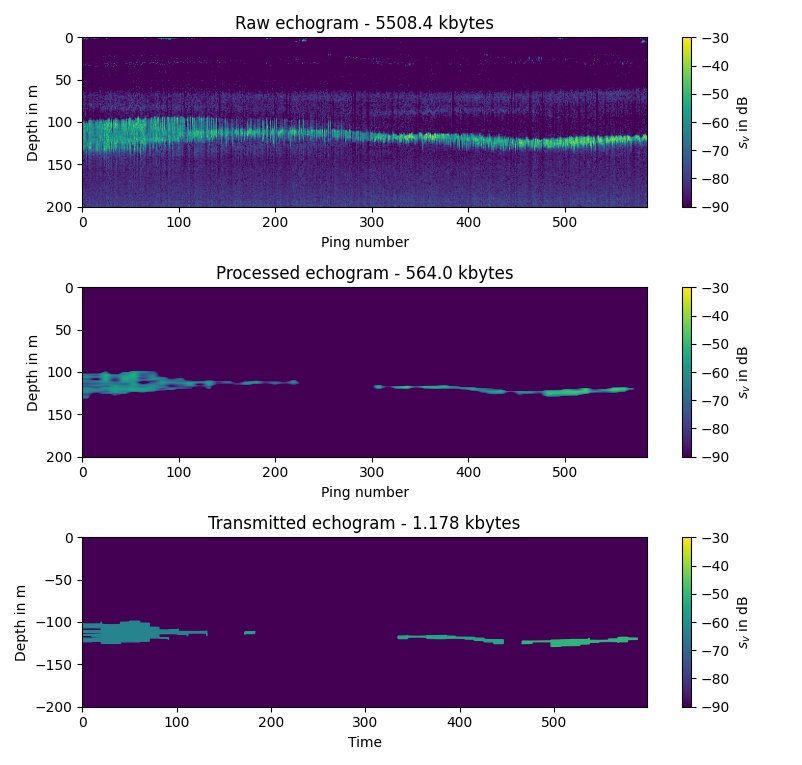 Raw echogram - 5508.4 kbytes
0
50
100
150
200
Depth in m
0 100 200 300 400 500
Ping number
−30
−40
−50
−60
−70
−80
−90
sv in dB
Processed echogram - 564.0 kbytes
0
50
100
150
200
Depth in m
0 100 200 300 400 500
Ping number
−30
−40
−50
−60
−70
−80
−90
sv in dB
Transmitted echogram - 1.178 kbytes
0
−50
−100
−150
−200
Depth in m
0 100 200 300 400 500
Time
−30
−40
−50
−60
−70
−80
−90
sv in dB